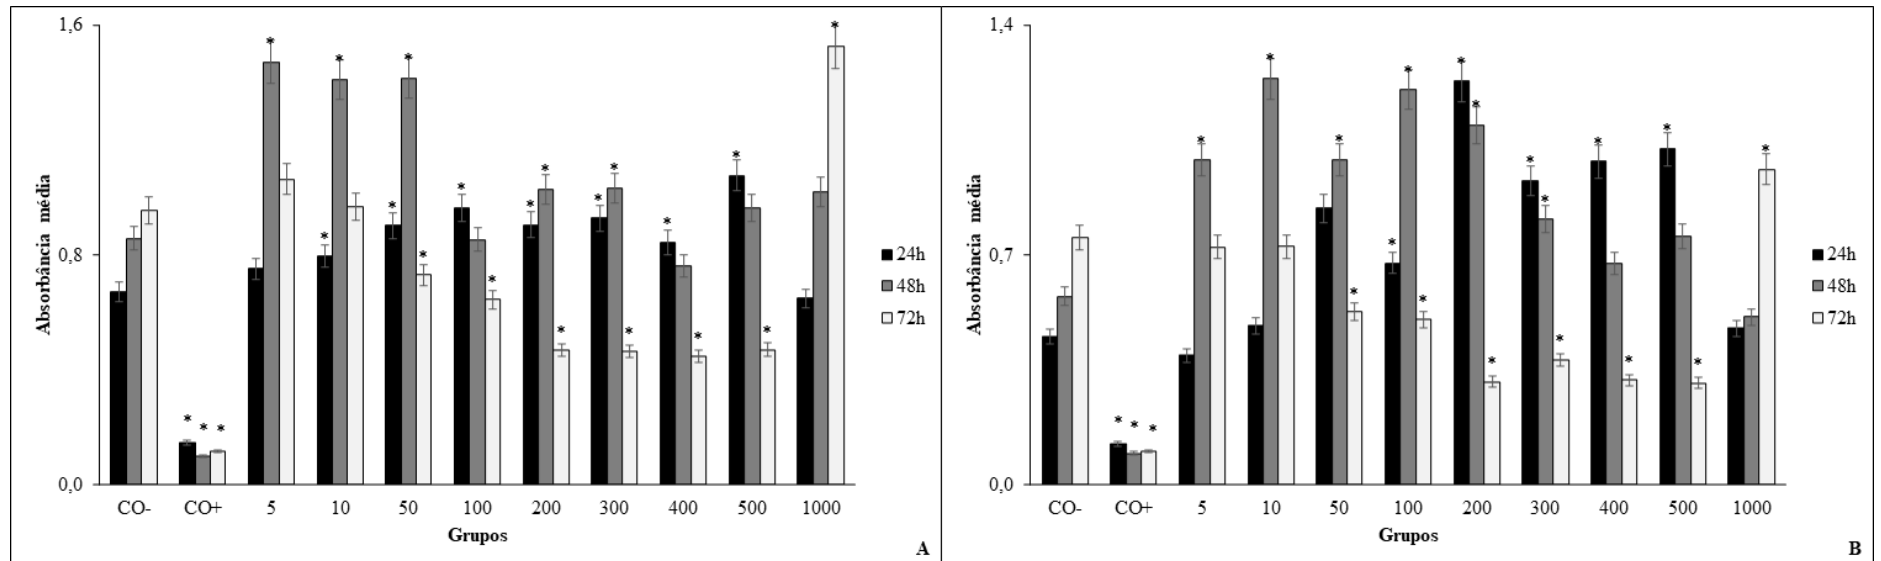 1,6
0,8
0,0
Absorbância média
* * * * * * * * * * * * * * * * * * * *
CO- CO+ 5 10 50 100 200 300 400 500 1000
Grupos
24h
48h
72h
A
1,4
0,7
0,0
Absorbância média
* * * * * * * * * * * * * * * * * * * * *
CO- CO+ 5 10 50 100 200 300 400 500 1000
Grupos
24h
48h
72h
B